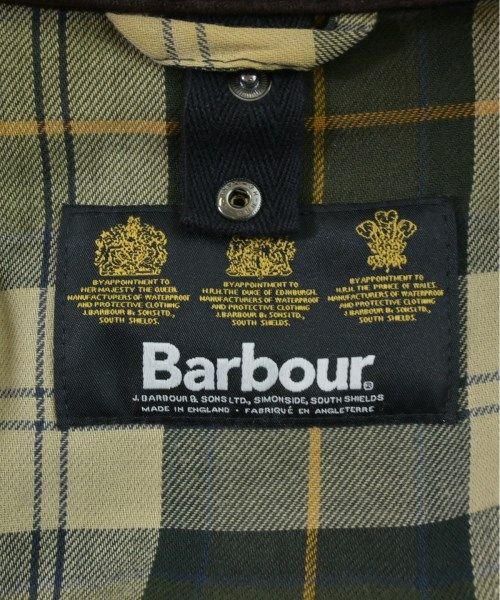 BY APPOINTMENT TO
HER MAJESTY THE QUEEN
MANUFACTURERS OF WATERPROOF
AND PROTECTIVE CLOTHING
J.BARBOUR & SONS LTD,
SOUTH SHIELDS.
BY APPOINTMENT TO
H.R.H. THE DUKE OF EDINBURGH.
MANUFACTURERS OF WATERPROOF
AND PROTECTIVE CLOTHING
J.BARBOUR & SONS LTD,
SOUTH SHIELDS.
BY APPOINTMENT TO
H.R.H. THE PRINCE OF WALES.
MANUFACTURERS OF WATERPROOF
AND PROTECTIVE CLOTHING
J.BARBOUR & SONS LTD,
SOUTH SHIELDS.
Barbour®
J. BARBOUR & SONS LTD., SIMONSIDE, SOUTH SHIELDS
MADE IN ENGLAND · FABRIQUÉ EN ANGLETERRE